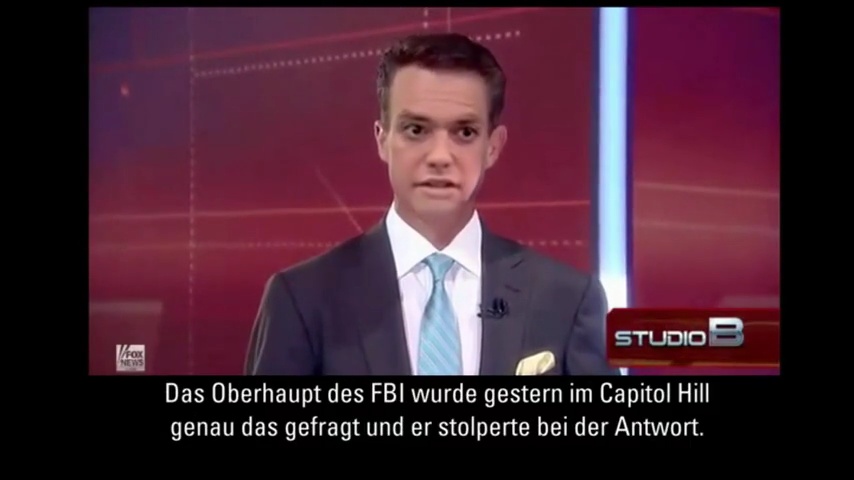 STUDIO B
FOX
NEWS
Das Oberhaupt des FBI wurde gestern im Capitol Hill
genau das gefragt und er stolperte bei der Antwort.